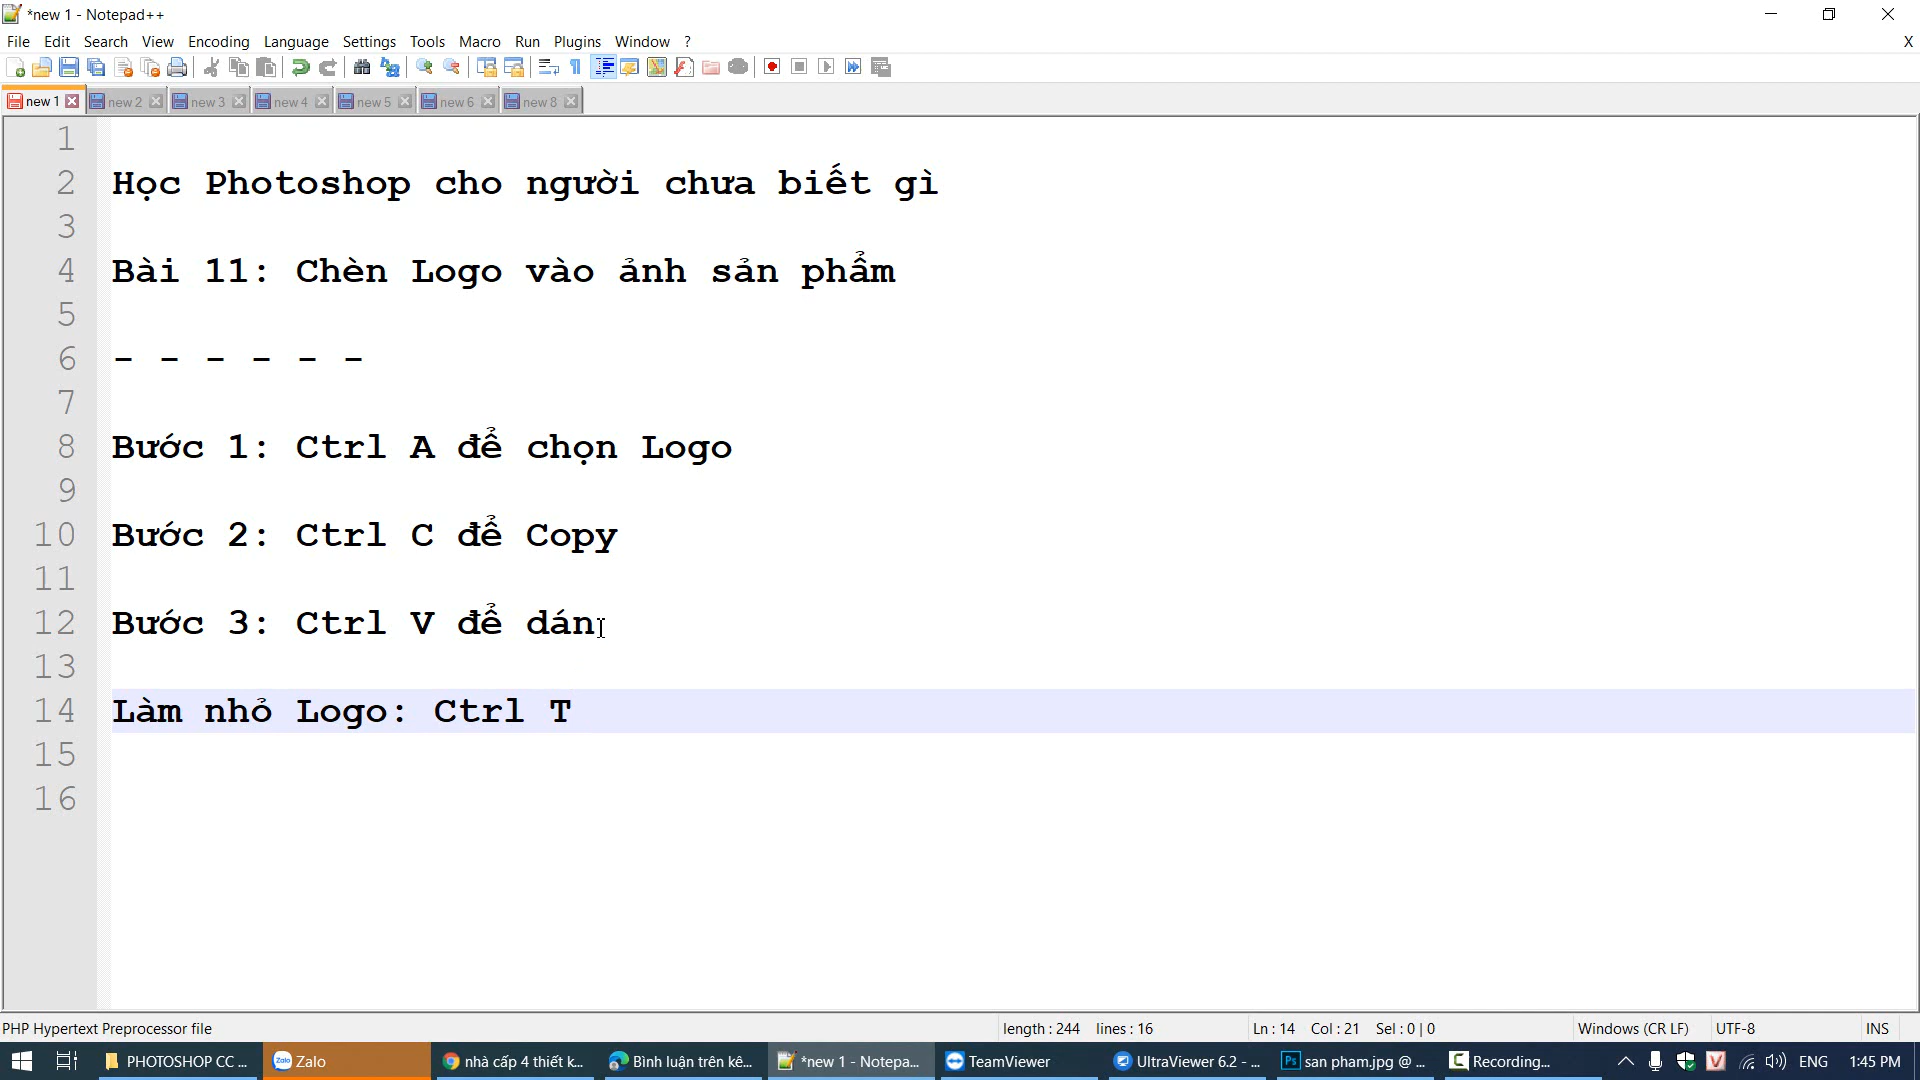 *new 1 - Notepad++
File Edit Search View Encoding Language Settings Tools Macro Run Plugins Window ? X
new 1 new 2 new 3 new 4 new 5 new 6 new 8
1
2 Học Photoshop cho người chưa biết gì
3
4 Bài 11: Chèn Logo vào ảnh sản phẩm
5
6 - - - - - -
7
8 Bước 1: Ctrl A để chọn Logo
9
10 Bước 2: Ctrl C để Copy
11
12 Bước 3: Ctrl V để dán
13
14 Làm nhỏ Logo: Ctrl T
15
16
PHP Hypertext Preprocessor file length : 244 lines : 16 Ln : 14 Col : 21 Sel : 0 | 0 Windows (CR LF) UTF-8 INS
PHOTOSHOP CC ... Zalo nhà cấp 4 thiết k... Bình luận trên kê... *new 1 - Notepa... TeamViewer UltraViewer 6.2 - ... san pham.jpg @ ... Recording... ENG 1:45 PM